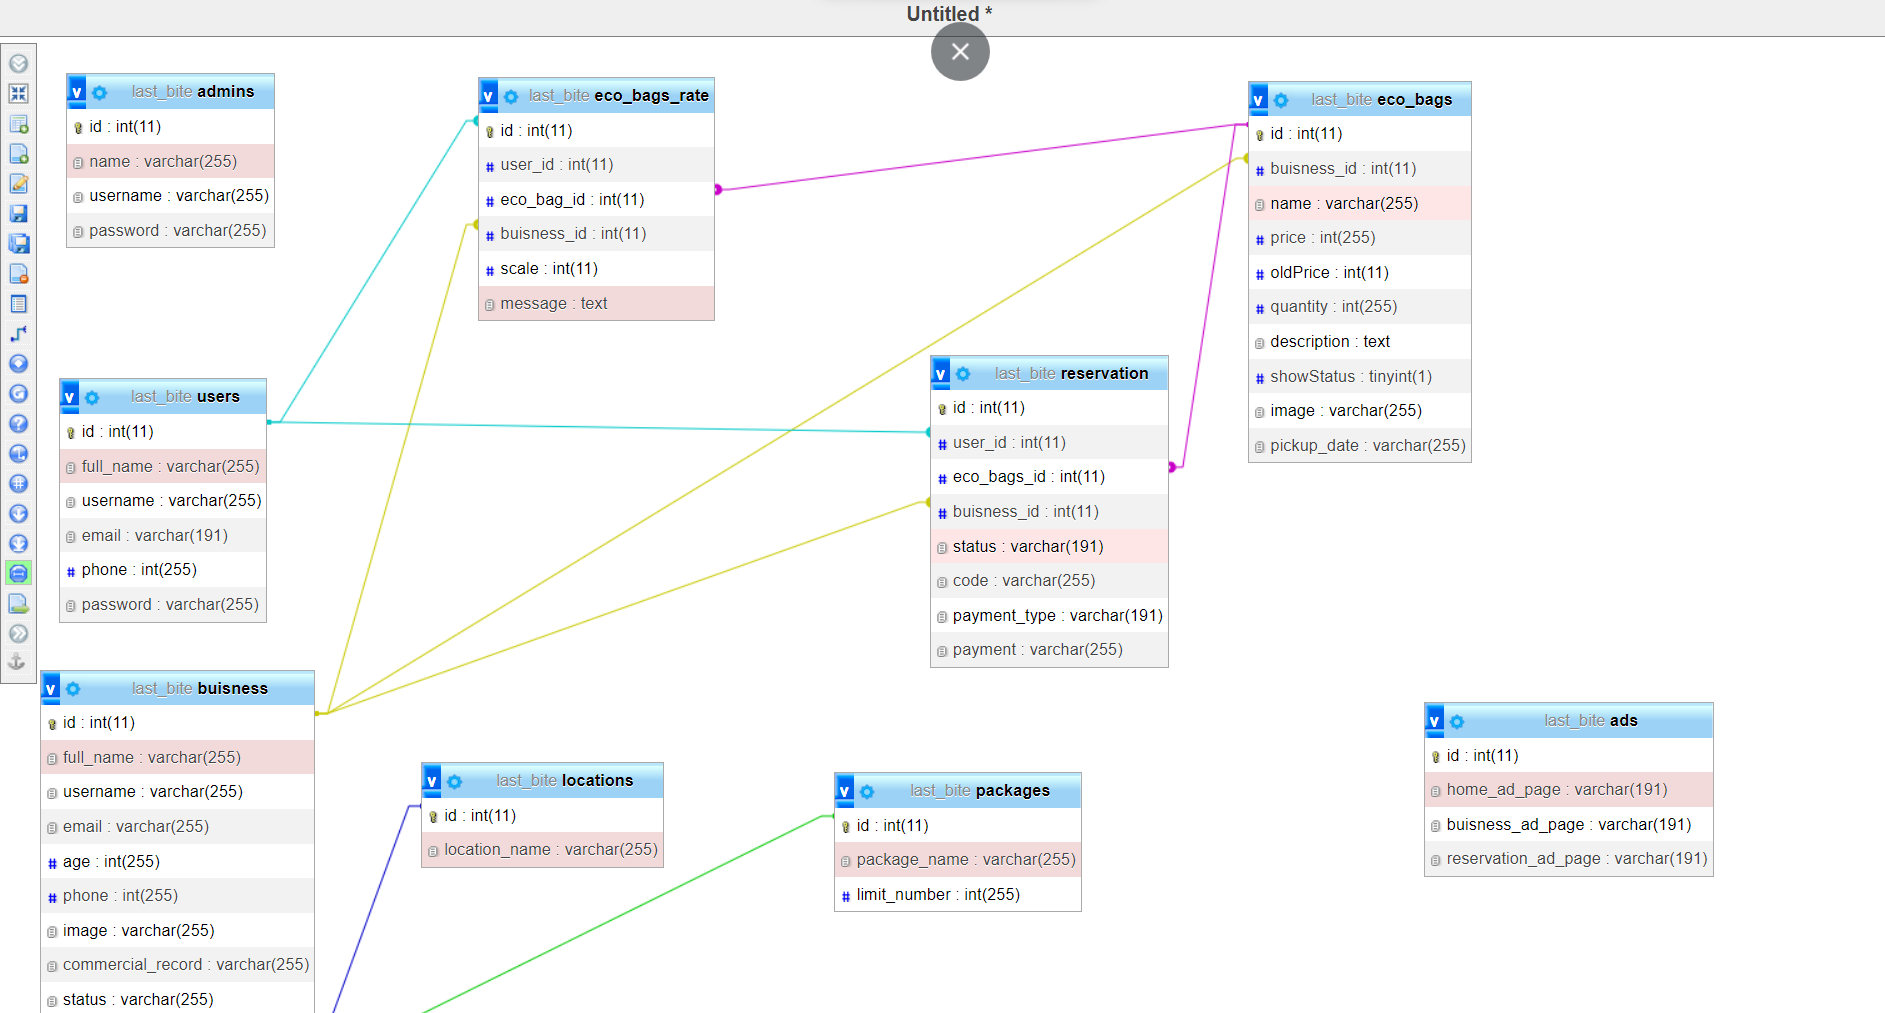 Untitled *
v last_bite admins
id : int(11)
name : varchar(255)
username : varchar(255)
password : varchar(255)
v last_bite eco_bags_rate
id : int(11)
# user_id : int(11)
# eco_bag_id : int(11)
# buisness_id : int(11)
# scale : int(11)
message : text
v last_bite eco_bags
id : int(11)
# buisness_id : int(11)
name : varchar(255)
# price : int(255)
# oldPrice : int(11)
# quantity : int(255)
description : text
# showStatus : tinyint(1)
image : varchar(255)
pickup_date : varchar(255)
v last_bite users
id : int(11)
full_name : varchar(255)
username : varchar(255)
email : varchar(191)
# phone : int(255)
password : varchar(255)
v last_bite reservation
id : int(11)
# user_id : int(11)
# eco_bags_id : int(11)
# buisness_id : int(11)
status : varchar(191)
code : varchar(255)
payment_type : varchar(191)
payment : varchar(255)
v last_bite buisness
id : int(11)
full_name : varchar(255)
username : varchar(255)
email : varchar(255)
# age : int(255)
# phone : int(255)
image : varchar(255)
commercial_record : varchar(255)
status : varchar(255)
v last_bite locations
id : int(11)
location_name : varchar(255)
v last_bite packages
id : int(11)
package_name : varchar(255)
# limit_number : int(255)
v last_bite ads
id : int(11)
home_ad_page : varchar(191)
buisness_ad_page : varchar(191)
reservation_ad_page : varchar(191)